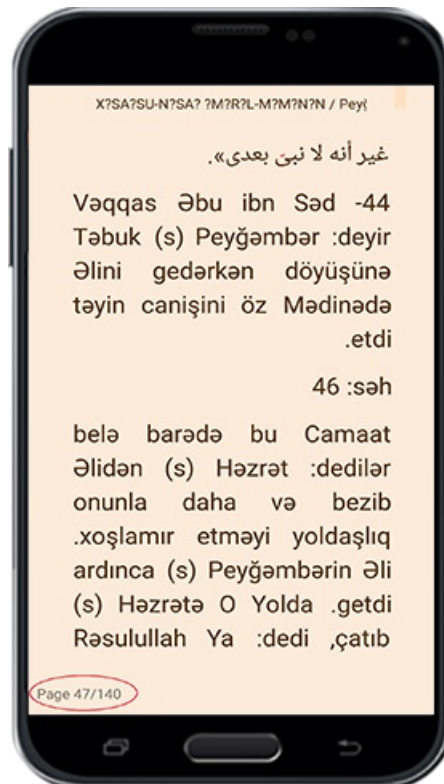 X?SA?SU-N?SA? ?M?R?L-M?M?N?N / Pey
غير أنه لا نبىّ بعدى».
Vəqqas Əbu ibn Səd -44
Təbuk (s) Peyğəmbər :deyir
Əlini gedərkən döyüşünə
təyin canişini öz Mədinədə
.etdi
46 :səh
belə barədə bu Camaat
Əlidən (s) Həzrət :dedilər
onunla daha və bezib
.xoşlamır etməyi yoldaşlıq
ardınca (s) Peyğəmbərin Əli
(s) Həzrətə O Yolda .getdi
Rəsulullah Ya :dedi ,çatıb
Page 47/140